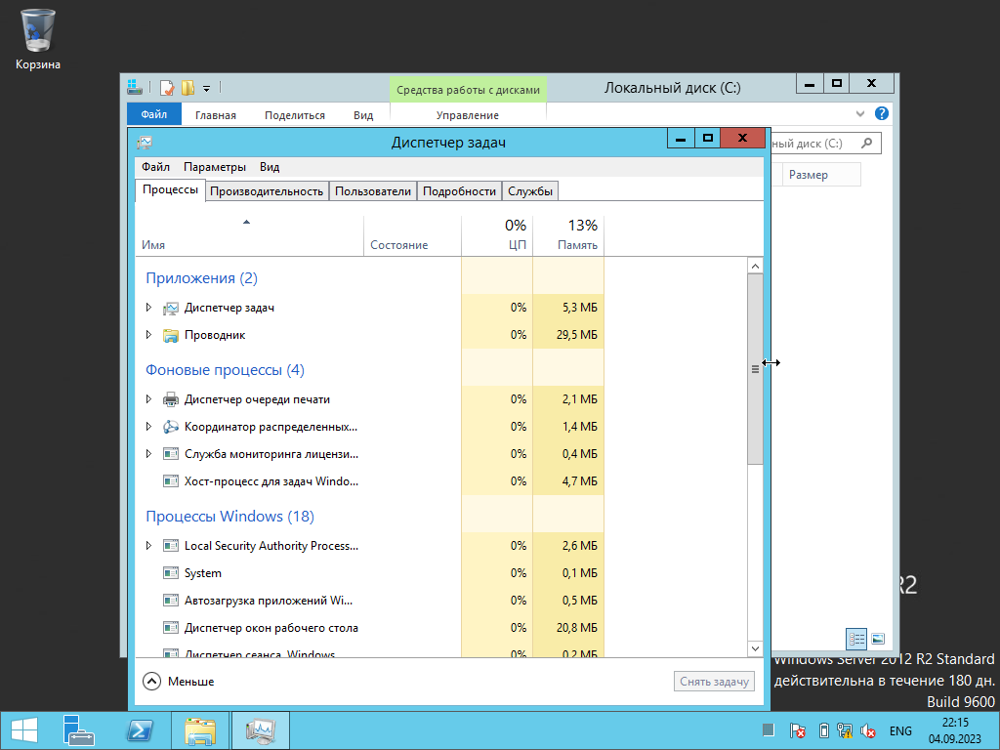 Корзина
Средства работы с дисками
Локальный диск (C:)
Файл Главная Поделиться Вид Управление
Диспетчер задач
ный диск (C:)
Файл Параметры Вид
Размер
Процессы Производительность Пользователи Подробности Службы
0% 13%
Имя Состояние ЦП Память
Приложения (2)
Диспетчер задач 0% 5,3 МБ
Проводник 0% 29,5 МБ
Фоновые процессы (4)
Диспетчер очереди печати 0% 2,1 МБ
Координатор распределенных... 0% 1,4 МБ
Служба мониторинга лицензи... 0% 0,4 МБ
Хост-процесс для задач Windo... 0% 4,7 МБ
Процессы Windows (18)
Local Security Authority Process... 0% 2,6 МБ
System 0% 0,1 МБ
Автозагрузка приложений Wi... 0% 0,5 МБ
R2
Диспетчер окон рабочего стола 0% 20,8 МБ
Диспетчер сеанса Windows 0% 0,2 МБ
Windows Server 2012 R2 Standard
Меньше Снять задачу
действительна в течение 180 дн.
Build 9600
ENG 22:15
04.09.2023